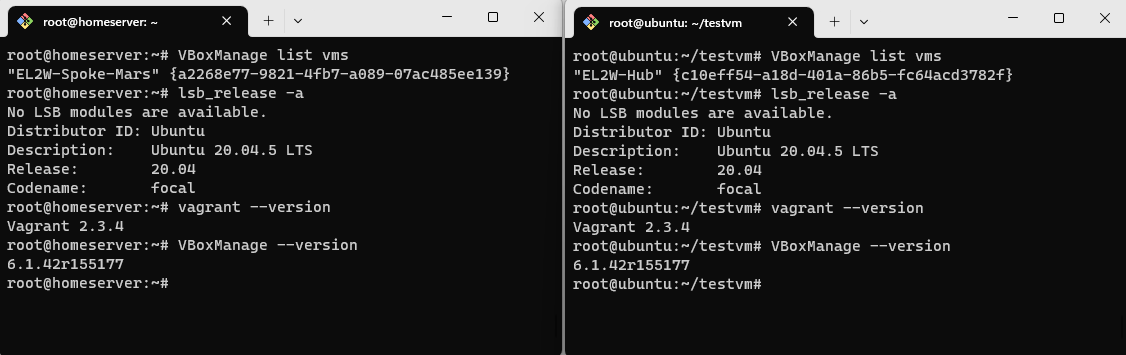 root@homeserver: ~
root@homeserver:~# VBoxManage list vms
"EL2W-Spoke-Mars" {a2268e77-9821-4fb7-a089-07ac485ee139}
root@homeserver:~# lsb_release -a
No LSB modules are available.
Distributor ID: Ubuntu
Description:    Ubuntu 20.04.5 LTS
Release:        20.04
Codename:       focal
root@homeserver:~# vagrant --version
Vagrant 2.3.4
root@homeserver:~# VBoxManage --version
6.1.42r155177
root@homeserver:~#
root@ubuntu: ~/testvm
root@ubuntu:~/testvm# VBoxManage list vms
"EL2W-Hub" {c10eff54-a18d-401a-86b5-fc64acd3782f}
root@ubuntu:~/testvm# lsb_release -a
No LSB modules are available.
Distributor ID: Ubuntu
Description:    Ubuntu 20.04.5 LTS
Release:        20.04
Codename:       focal
root@ubuntu:~/testvm# vagrant --version
Vagrant 2.3.4
root@ubuntu:~/testvm# VBoxManage --version
6.1.42r155177
root@ubuntu:~/testvm#